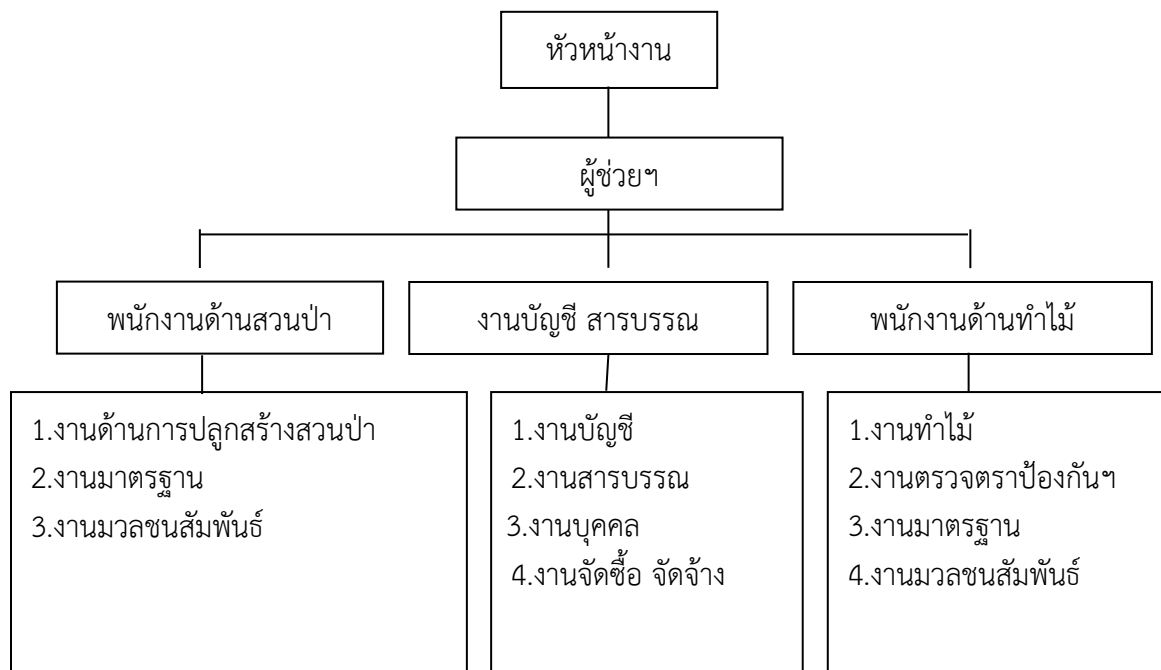 หัวหน้างาน
ผู้ช่วยฯ
พนักงานด้านสวนป่า
งานบัญชี สารบรรณ
พนักงานด้านทำไม้
1.งานด้านการปลูกสร้างสวนป่า
2.งานมาตรฐาน
3.งานมวลชนสัมพันธ์
1.งานบัญชี
2.งานสารบรรณ
3.งานบุคคล
4.งานจัดซื้อ จัดจ้าง
1.งานทำไม้
2.งานตรวจตราป้องกันฯ
3.งานมาตรฐาน
4.งานมวลชนสัมพันธ์